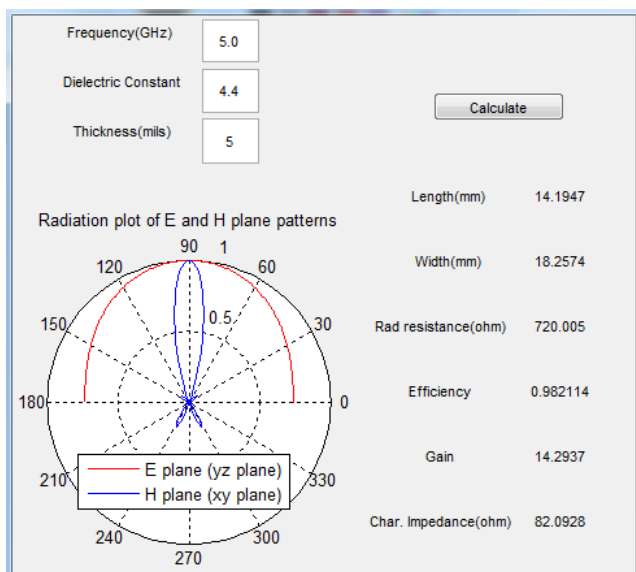 Frequency(GHz) 5.0
Dielectric Constant 4.4
Thickness(mils) 5
Calculate
Length(mm) 14.1947
Width(mm) 18.2574
Rad resistance(ohm) 720.005
Efficiency 0.982114
Gain 14.2937
Char. Impedance(ohm) 82.0928
Radiation plot of E and H plane patterns
90 1
120 60
150 0.5 30
180 0
210 330
240 300
270
E plane (yz plane)
H plane (xy plane)